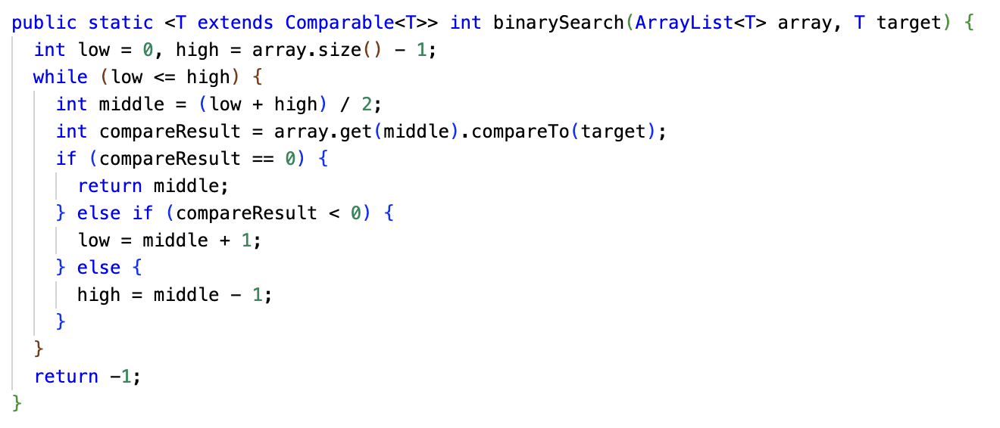 public static <T extends Comparable<T>> int binarySearch(ArrayList<T> array, T target) {
  int low = 0, high = array.size() - 1;
  while (low <= high) {
    int middle = (low + high) / 2;
    int compareResult = array.get(middle).compareTo(target);
    if (compareResult == 0) {
      return middle;
    } else if (compareResult < 0) {
      low = middle + 1;
    } else {
      high = middle - 1;
    }
  }
  return -1;
}